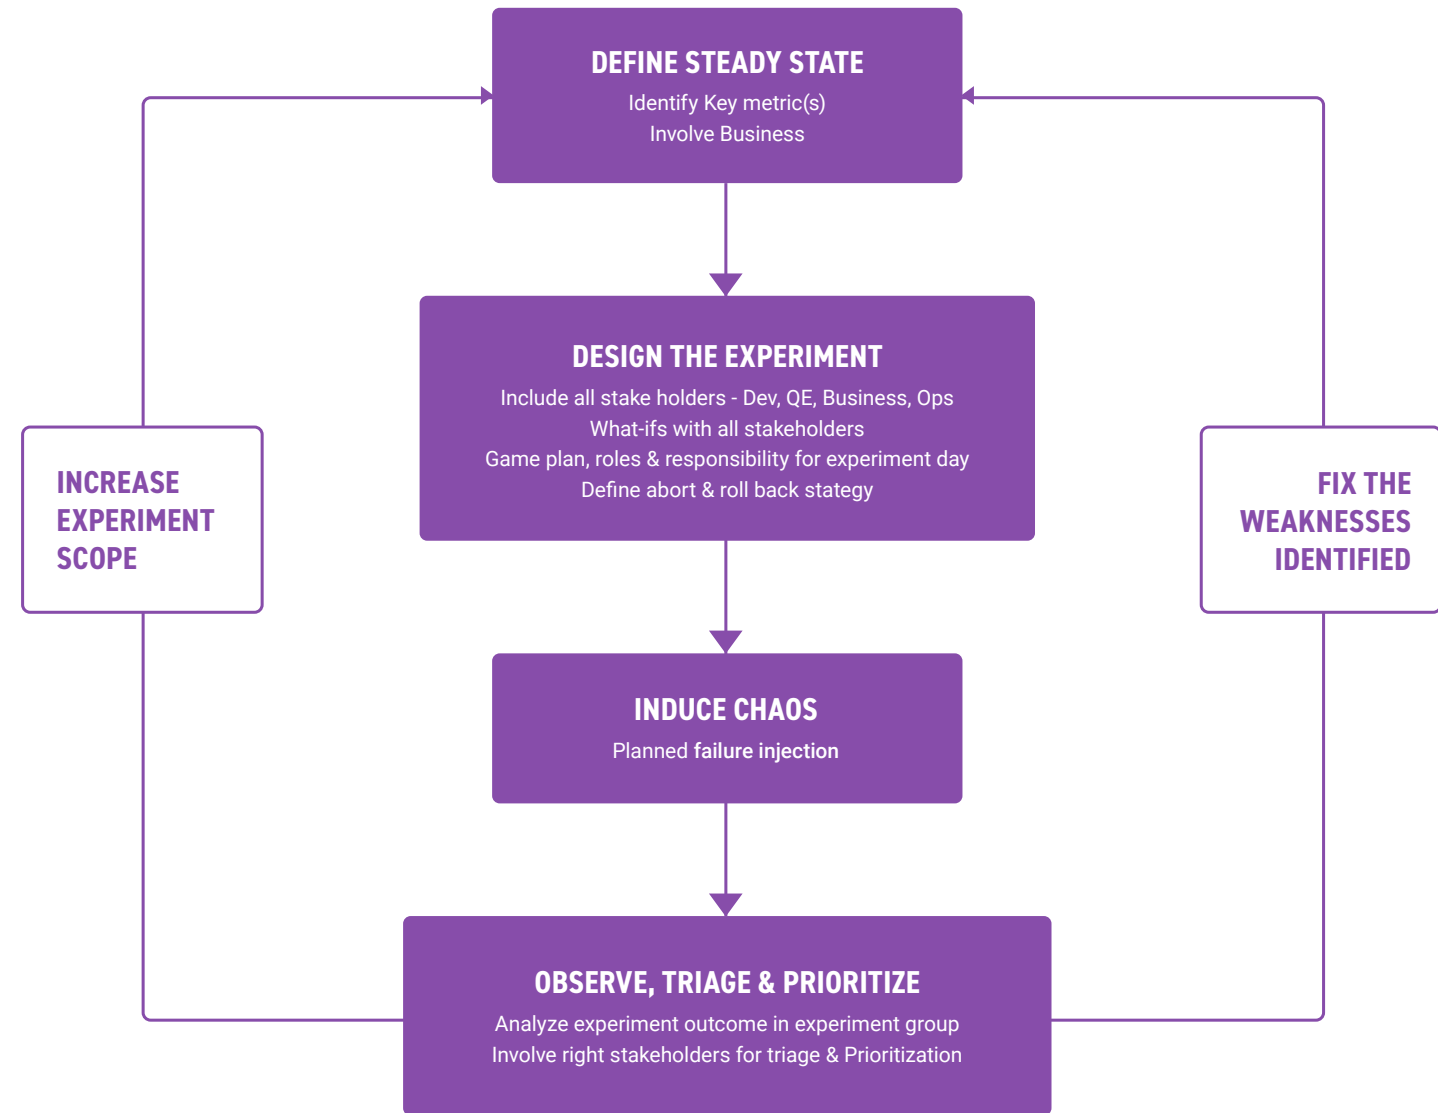 DEFINE STEADY STATE
Identify Key metric(s)
Involve Business
DESIGN THE EXPERIMENT
Include all stake holders - Dev, QE, Business, Ops
What-ifs with all stakeholders
Game plan, roles & responsibility for experiment day
Define abort & roll back stategy
INCREASE
EXPERIMENT
SCOPE
FIX THE
WEAKNESSES
IDENTIFIED
INDUCE CHAOS
Planned failure injection
OBSERVE, TRIAGE & PRIORITIZE
Analyze experiment outcome in experiment group
Involve right stakeholders for triage & Prioritization